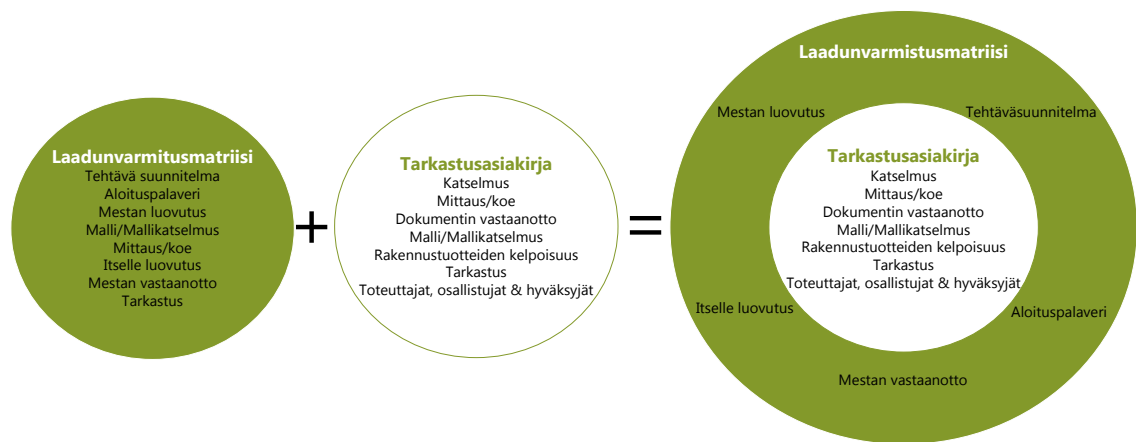 Laadunvarmitusmatriisi
Tehtävä suunnitelma
Aloituspalaveri
Mestan luovutus
Malli/Mallikatselmus
Mittaus/koe
Itselle luovutus
Mestan vastaanotto
Tarkastus
+
Tarkastusasiakirja
Katselmus
Mittaus/koe
Dokumentin vastaanotto
Malli/Mallikatselmus
Rakennustuotteiden kelpoisuus
Tarkastus
Toteuttajat, osallistujat & hyväksyjät
=
Laadunvarmistusmatriisi
Mestan luovutus
Tehtäväsuunnitelma
Tarkastusasiakirja
Katselmus
Mittaus/koe
Dokumentin vastaanotto
Malli/Mallikatselmus
Rakennustuotteiden kelpoisuus
Tarkastus
Toteuttajat, osallistujat & hyväksyjät
Itselle luovutus
Aloituspalaveri
Mestan vastaanotto